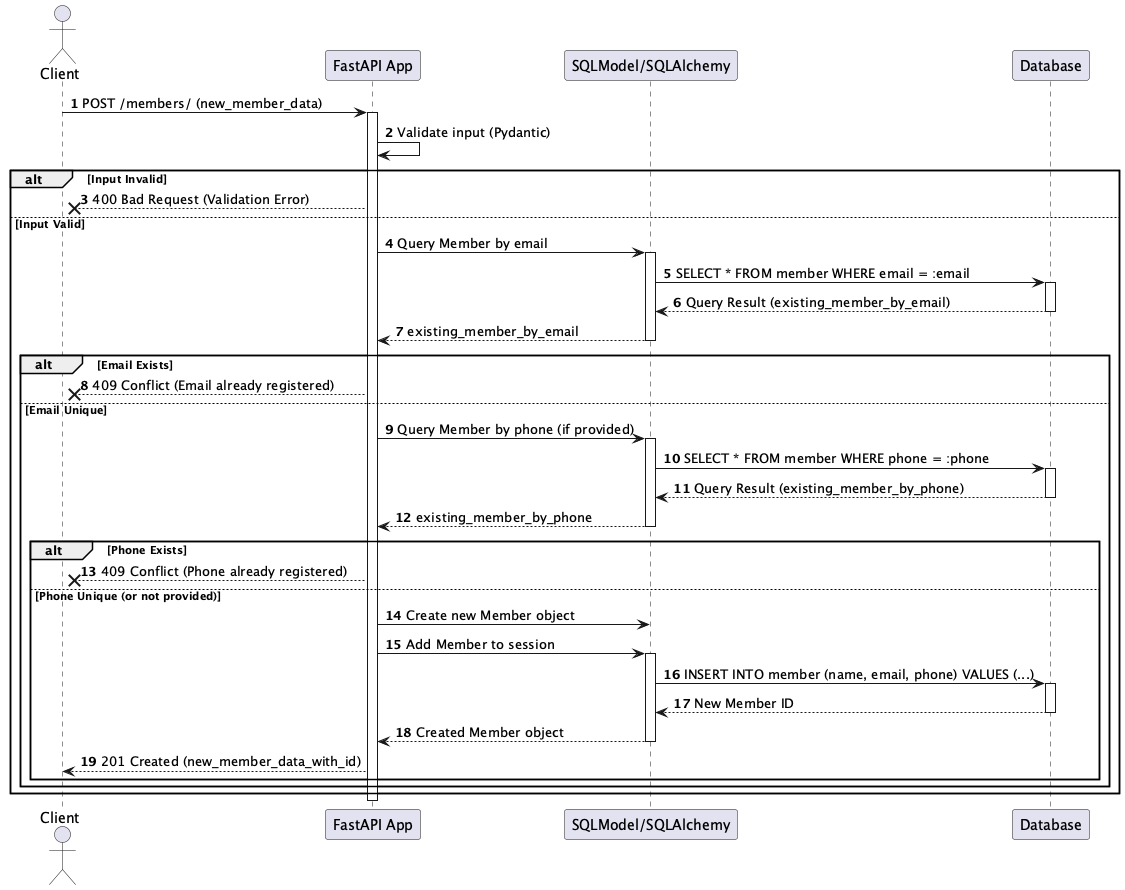 Client
FastAPI App
SQLModel/SQLAlchemy
Database
1 POST /members/ (new_member_data)
2 Validate input (Pydantic)
alt [Input Invalid]
3 400 Bad Request (Validation Error)
[Input Valid]
4 Query Member by email
5 SELECT * FROM member WHERE email = :email
6 Query Result (existing_member_by_email)
7 existing_member_by_email
alt [Email Exists]
8 409 Conflict (Email already registered)
[Email Unique]
9 Query Member by phone (if provided)
10 SELECT * FROM member WHERE phone = :phone
11 Query Result (existing_member_by_phone)
12 existing_member_by_phone
alt [Phone Exists]
13 409 Conflict (Phone already registered)
[Phone Unique (or not provided)]
14 Create new Member object
15 Add Member to session
16 INSERT INTO member (name, email, phone) VALUES (...)
17 New Member ID
18 Created Member object
19 201 Created (new_member_data_with_id)
Client
FastAPI App
SQLModel/SQLAlchemy
Database